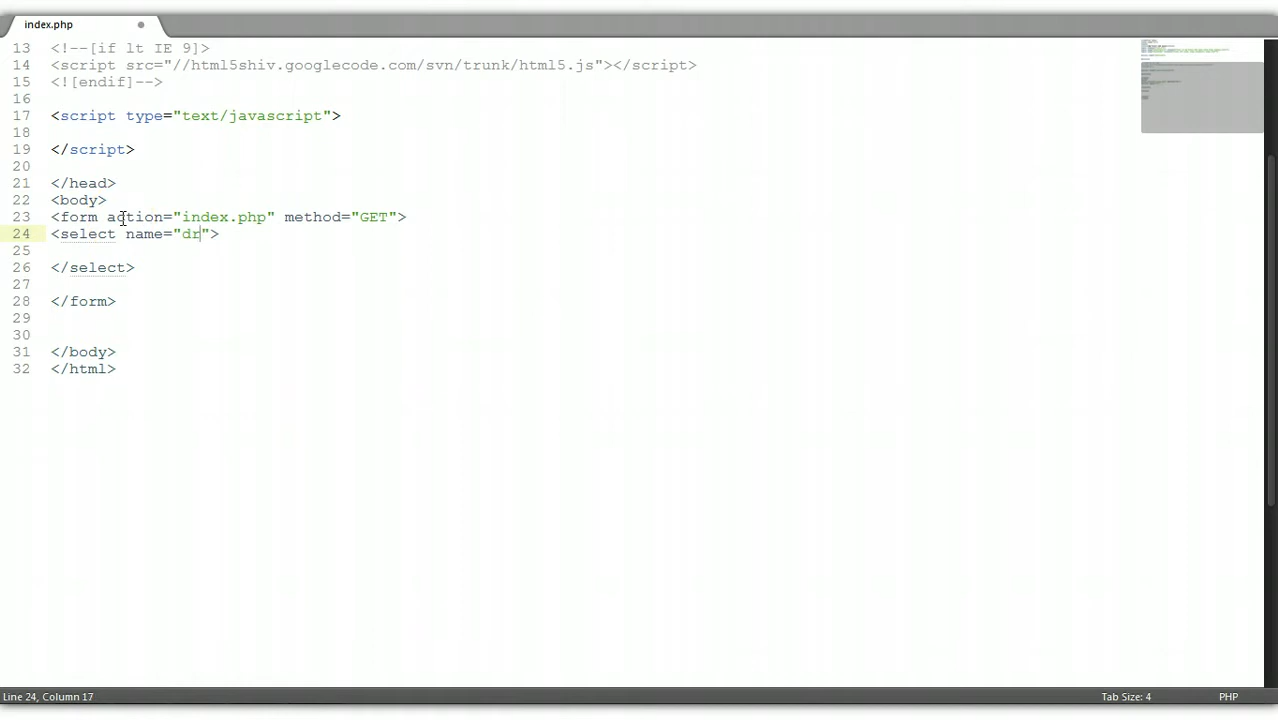 index.php
13 <!--[if lt IE 9]>
14 <script src="//html5shiv.googlecode.com/svn/trunk/html5.js"></script>
15 <![endif]-->
16
17 <script type="text/javascript">
18
19 </script>
20
21 </head>
22 <body>
23 <form action="index.php" method="GET">
24 <select name="dr">
25
26 </select>
27
28 </form>
29
30
31 </body>
32 </html>
Line 24, Column 17
Tab Size: 4
PHP